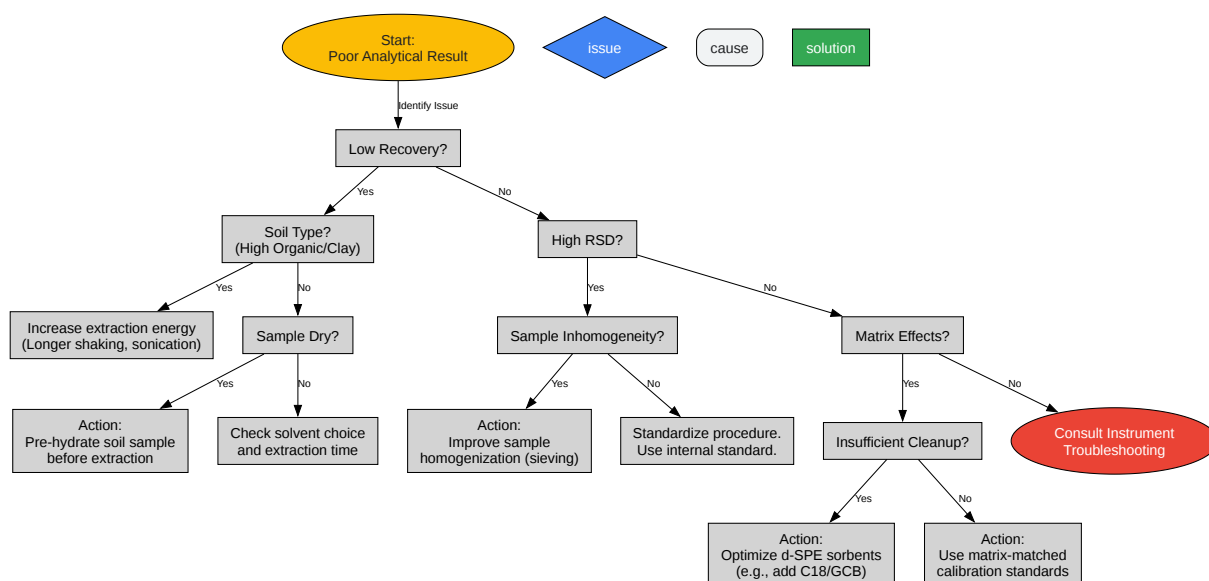 Start:
Poor Analytical Result
issue
cause
solution
Identify Issue
Low Recovery?
Yes
No
Soil Type?
(High Organic/Clay)
High RSD?
Yes
No
Yes
No
Increase extraction energy
(Longer shaking, sonication)
Sample Dry?
Sample Inhomogeneity?
Matrix Effects?
Yes
No
Yes
No
Yes
No
Action:
Pre-hydrate soil sample
before extraction
Check solvent choice
and extraction time
Action:
Improve sample
homogenization (sieving)
Standardize procedure.
Use internal standard.
Insufficient Cleanup?
Consult Instrument
Troubleshooting
Yes
No
Action:
Optimize d-SPE sorbents
(e.g., add C18/GCB)
Action:
Use matrix-matched
calibration standards